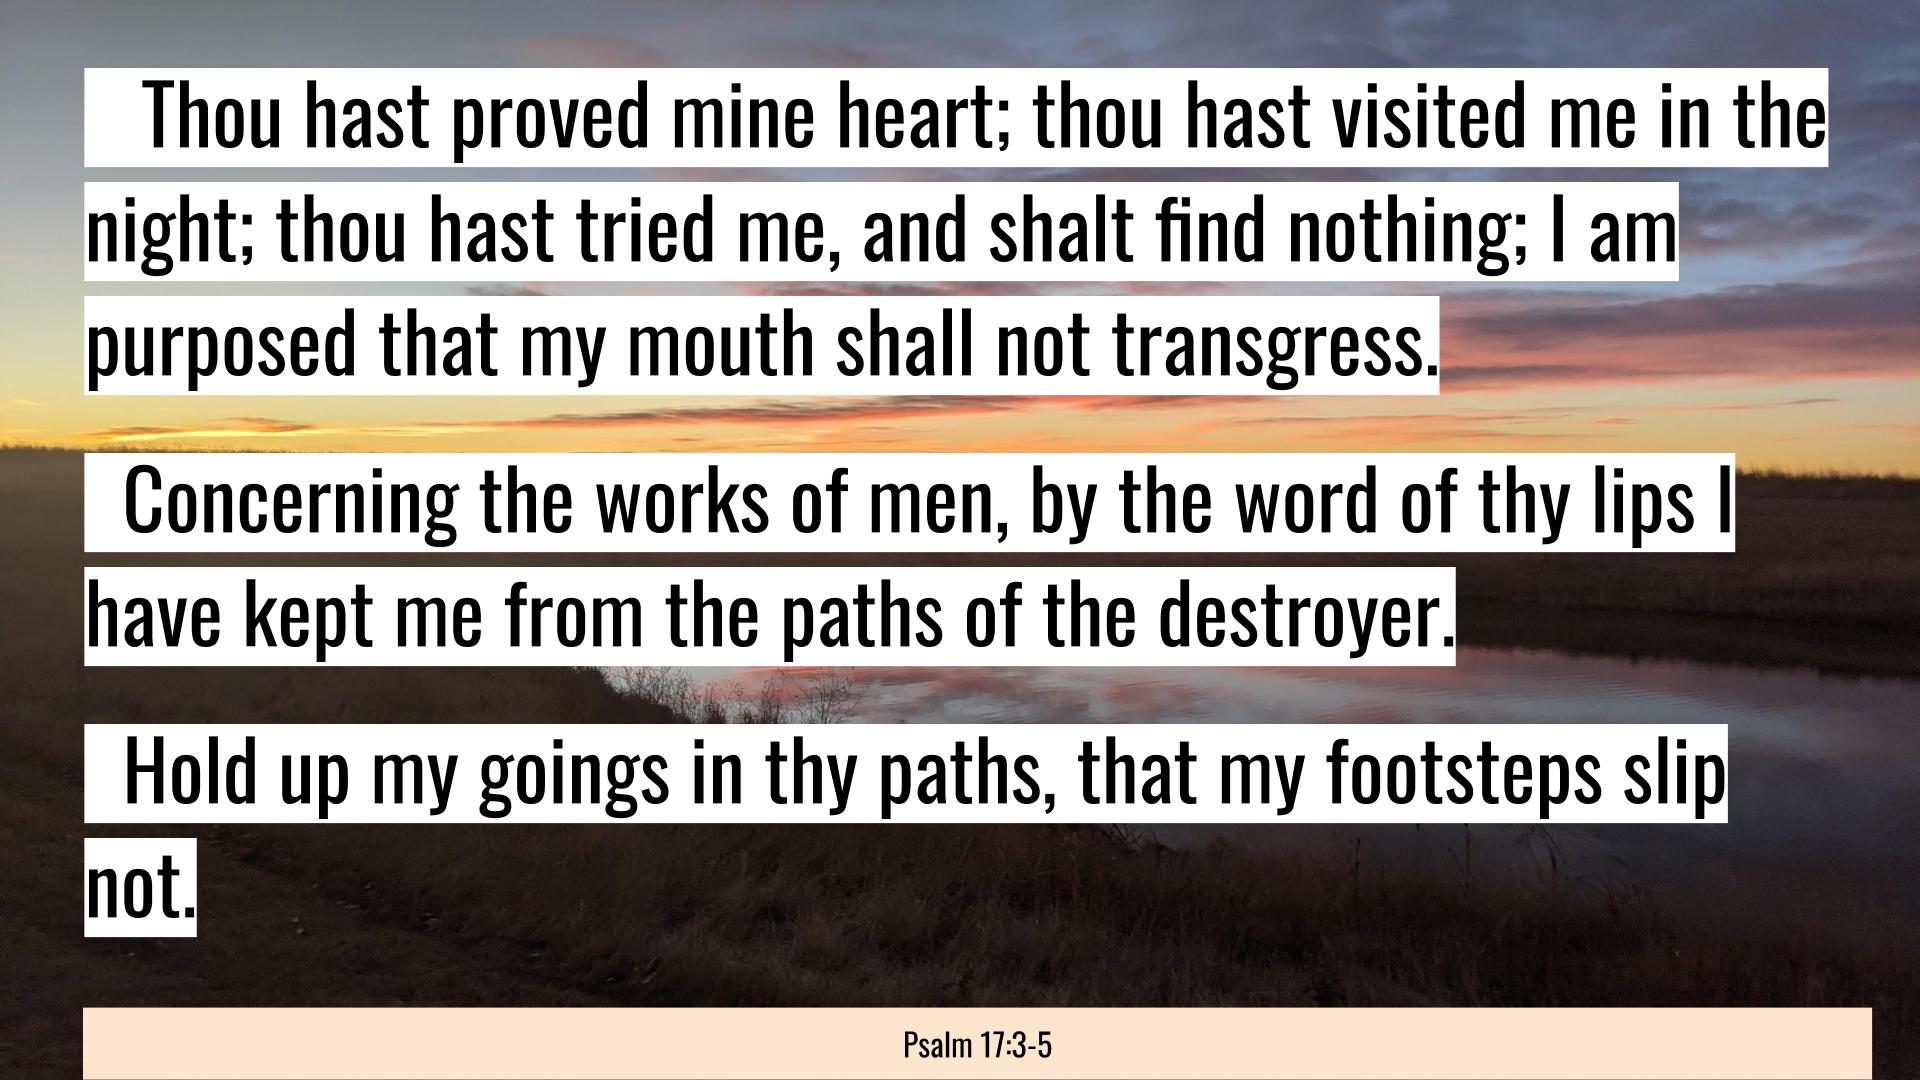 Thou hast proved mine heart; thou hast visited me in the
night; thou hast tried me, and shalt find nothing; I am
purposed that my mouth shall not transgress.
Concerning the works of men, by the word of thy lips I
have kept me from the paths of the destroyer.
Hold up my goings in thy paths, that my footsteps slip
not.
Psalm 17:3-5